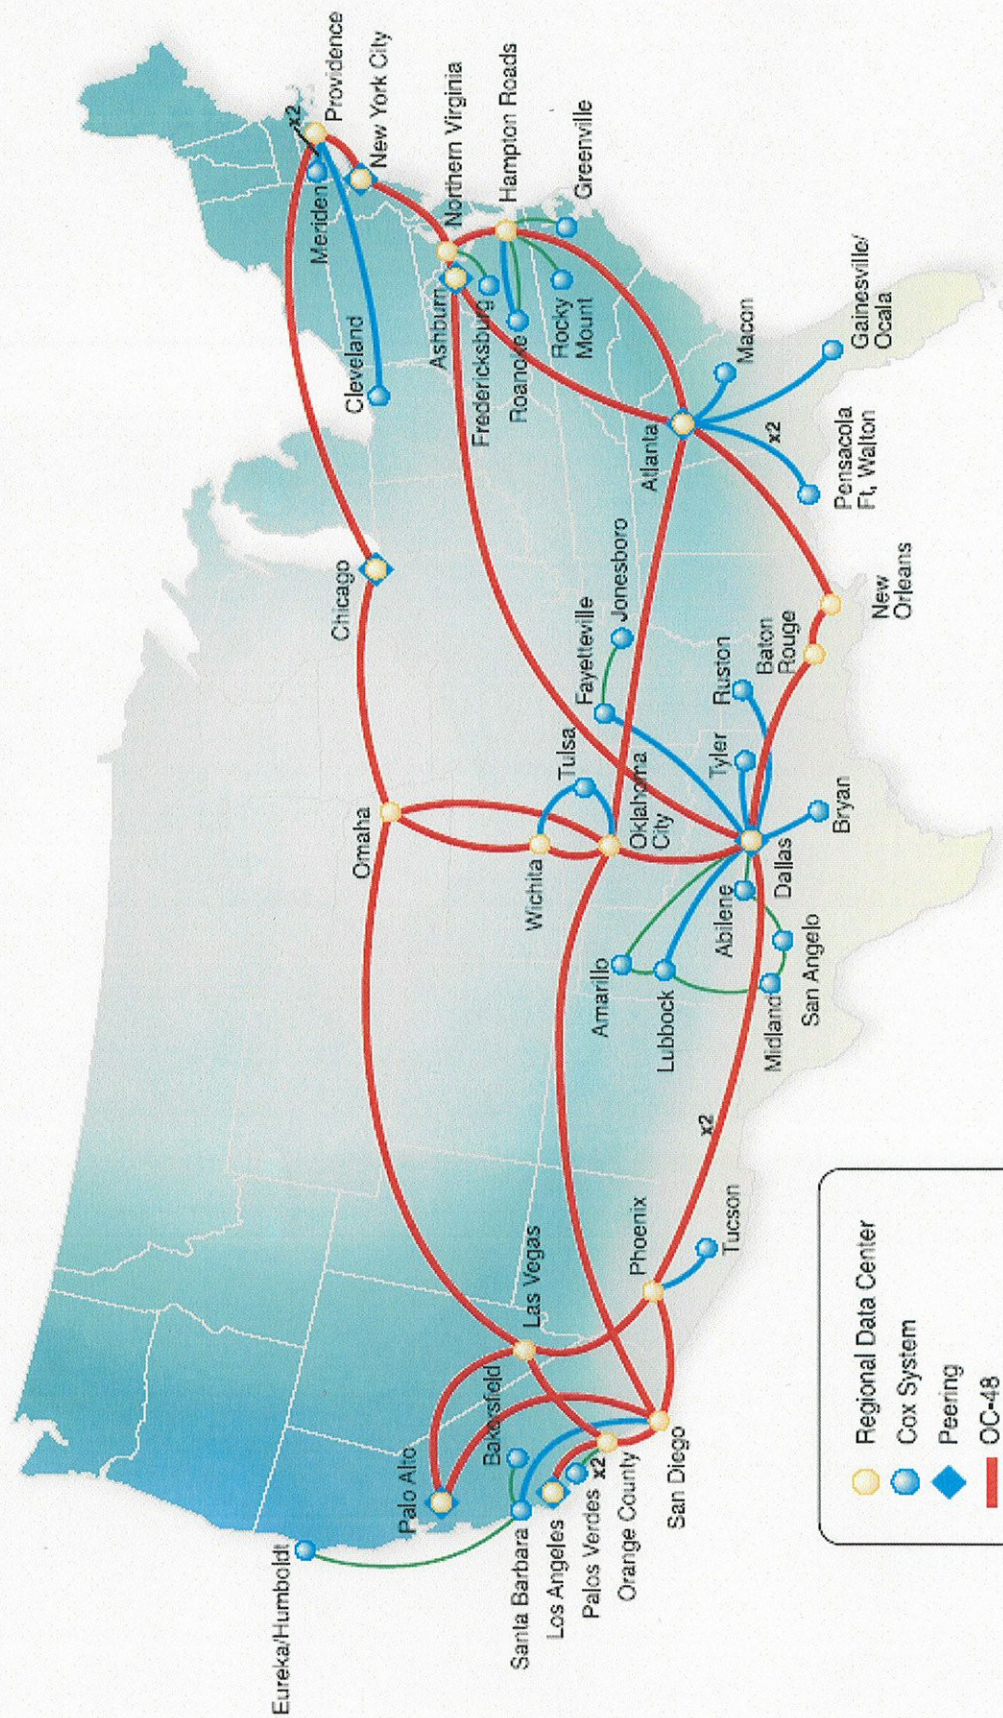 Eureka/Humboldt
Palo Alto
Bakersfield
Santa Barbara
Los Angeles
Palos Verdes
x2
Orange County
San Diego
Las Vegas
Phoenix
Tucson
x2
Omaha
Wichita
Tulsa
Oklahoma
City
Amarillo
Lubbock
Midland
San Angelo
Abilene
Dallas
Bryan
Tyler
Ruston
Fayetteville
Jonesboro
Baton
Rouge
New
Orleans
Chicago
Cleveland
Meriden
x2
Providence
New York City
Northern Virginia
Ashburn
Fredericksburg
Hampton Roads
Roanoke
Rocky
Mount
Greenville
Atlanta
Macon
x2
Pensacola
Ft, Walton
Gainesville/
Ocala
Regional Data Center
Cox System
Peering
OC-48